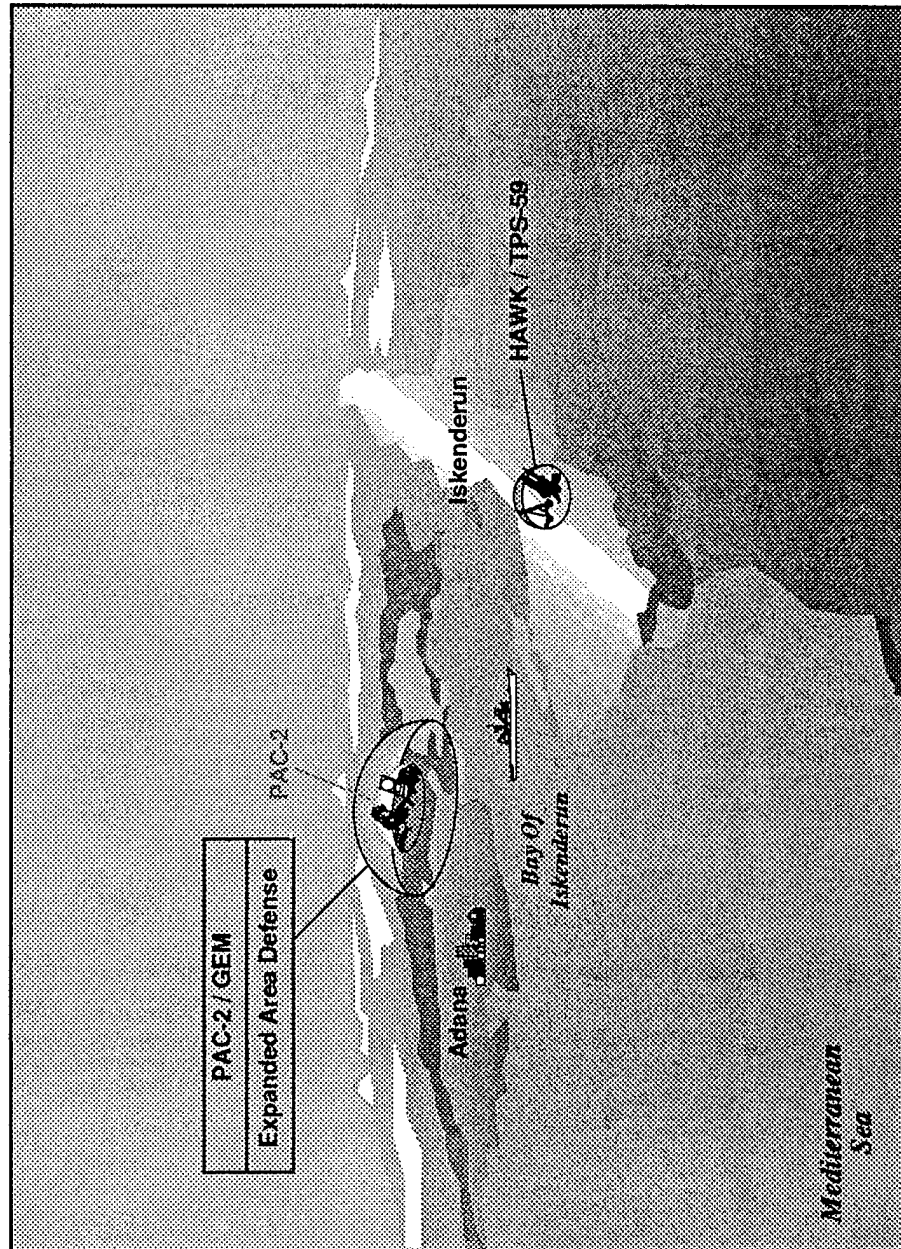 PAC-2 / GEM
Expanded Area Defense
PAC-2
Iskenderun
HAWK / TPS-59
Adana
Bay Of
Iskenderun
Mediterranean
Sea